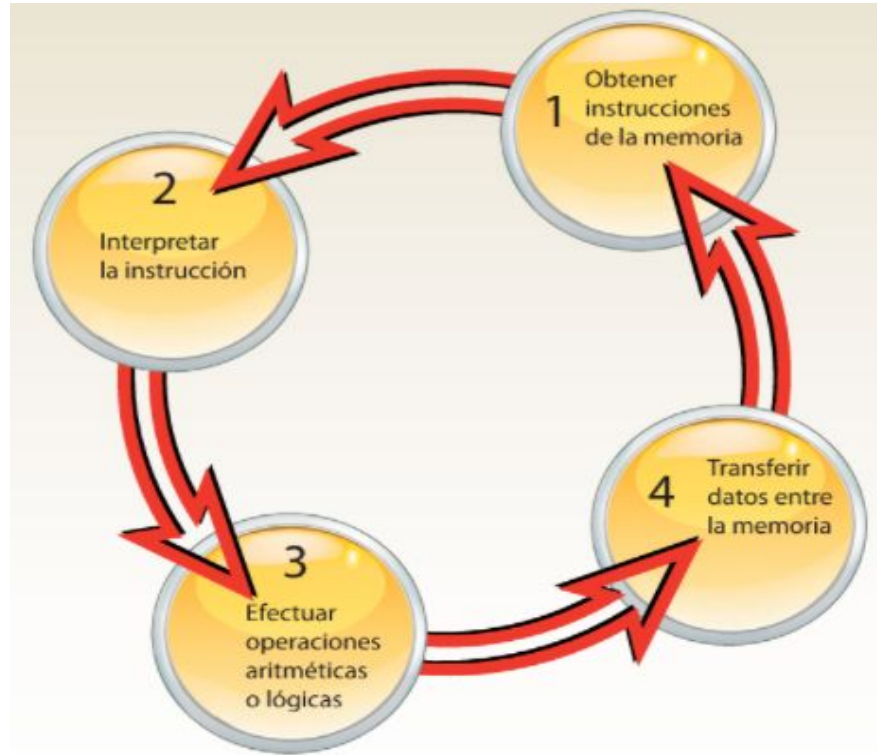 1
Obtener
instrucciones
de la memoria
2
Interpretar
la instrucción
3
Efectuar
operaciones
aritméticas
o lógicas
4
Transferir
datos entre
la memoria